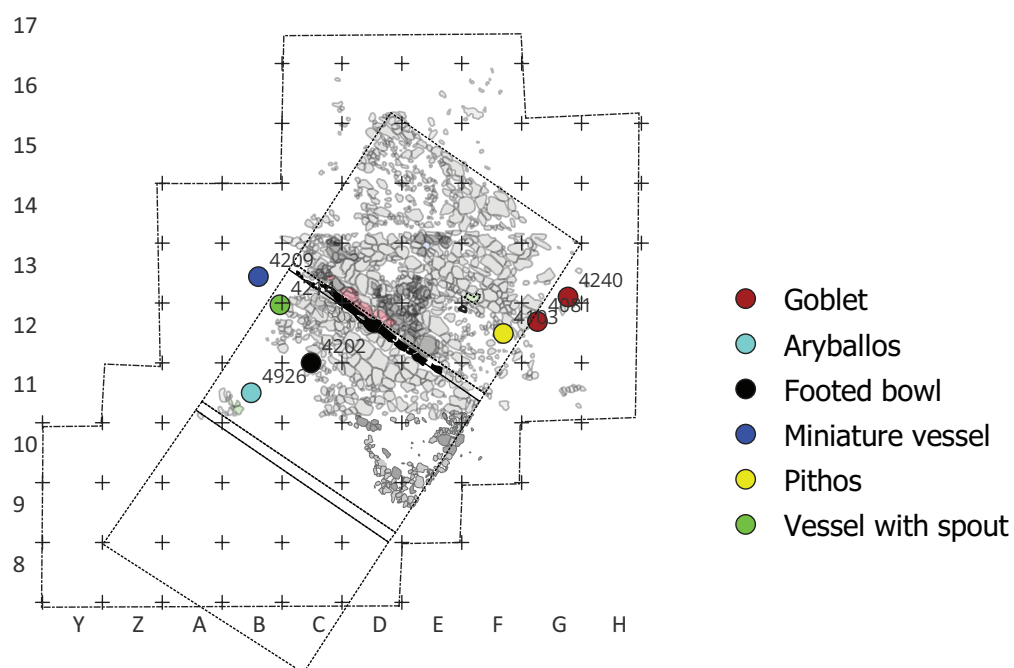 17
16
15
14
13
12
11
10
9
8
4209
4240
4202
4926
Y Z A B C D E F G H
Goblet
Aryballos
Footed bowl
Miniature vessel
Pithos
Vessel with spout